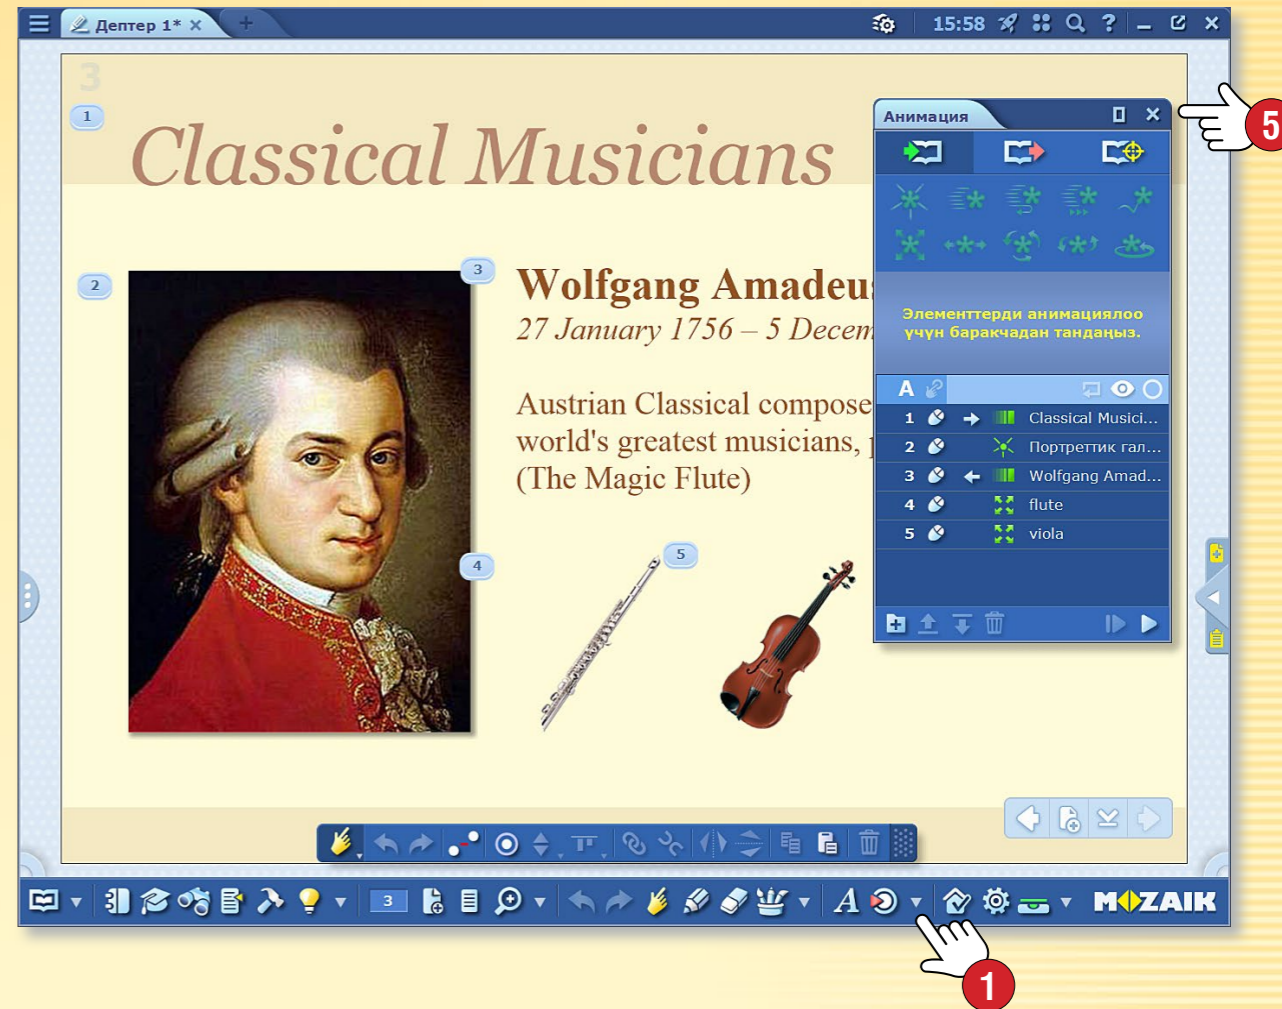 Дептер 1*
15:58
3
1
Classical Musicians
2
3
Wolfgang Amadeu
27 January 1756 – 5 Decem
Austrian Classical compose
world's greatest musicians,
(The Magic Flute)
4
5
Анимация
Элементтерди анимациялоо
үчүн баракчадан тандаңыз.
A
1 Classical Musici...
2 Портреттик гал...
3 Wolfgang Amad...
4 flute
5 viola
5
3
A
MOZAIK
1